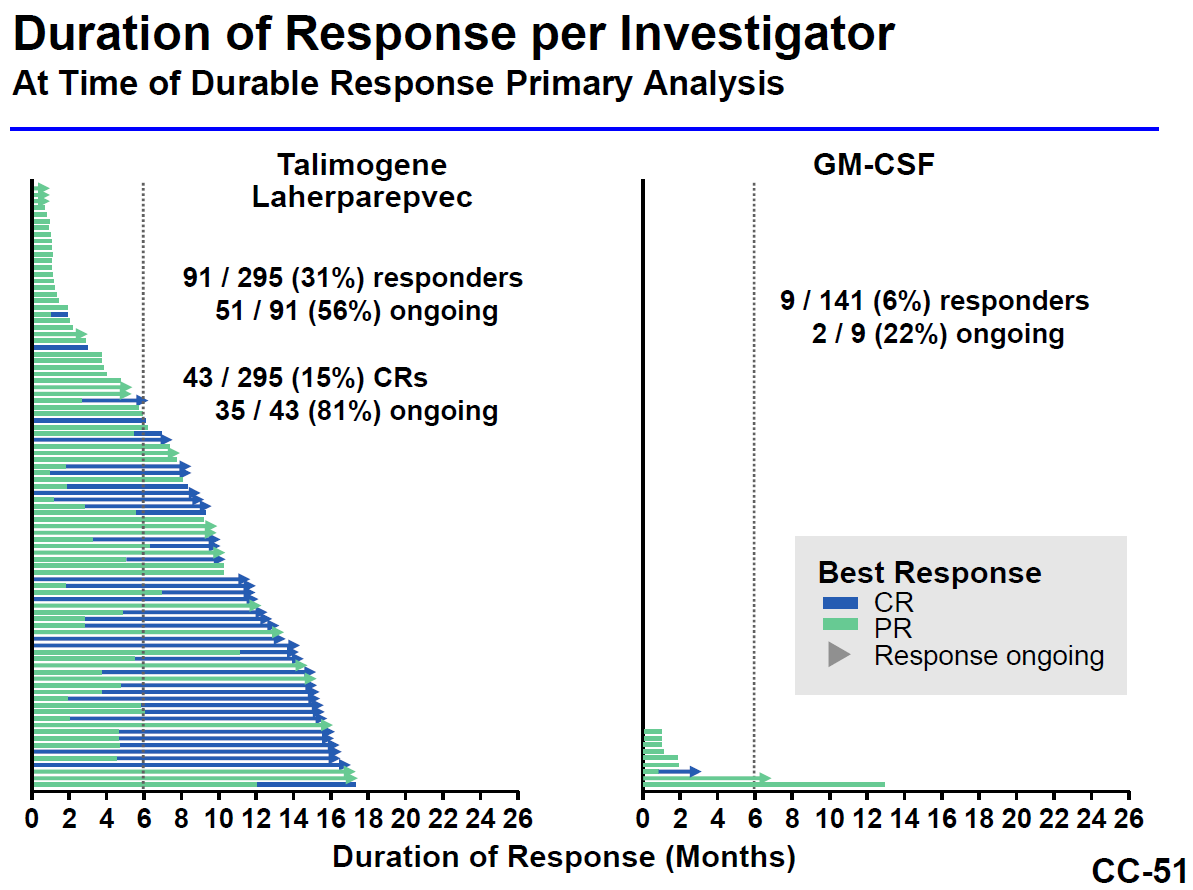 Duration of Response per Investigator
At Time of Durable Response Primary Analysis
Talimogene
Laherparepvec
91 / 295 (31%) responders
51 / 91 (56%) ongoing
43 / 295 (15%) CRs
35 / 43 (81%) ongoing
0 2 4 6 8 10 12 14 16 18 20 22 24 26
GM-CSF
9 / 141 (6%) responders
2 / 9 (22%) ongoing
Best Response
CR
PR
Response ongoing
0 2 4 6 8 10 12 14 16 18 20 22 24 26
Duration of Response (Months)
CC-51